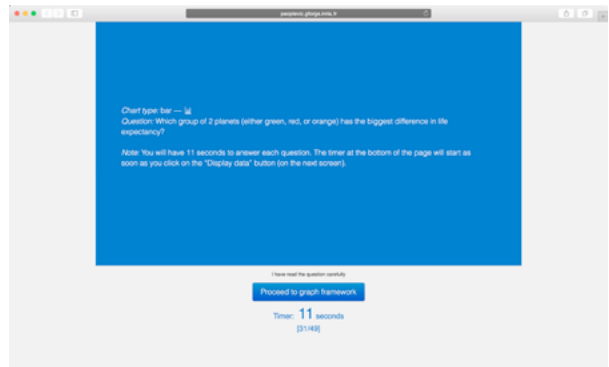 peopleviz.gforge.inria.fr
Chart type: bar —
Question: Which group of 2 planets (either green, red, or orange) has the biggest difference in life
expectancy?
Note: You will have 11 seconds to answer each question. The timer at the bottom of the page will start as
soon as you click on the "Display data" button (on the next screen).
I have read the question carefully
Proceed to graph framework
Timer: 11 seconds
[31/49]